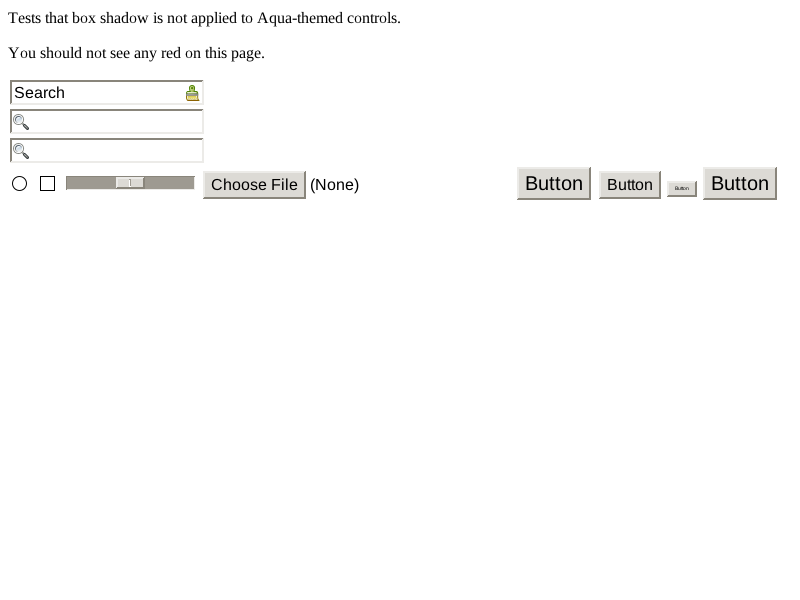 Tests that box shadow is not applied to Aqua-themed controls.
You should not see any red on this page.
Search
Choose File (None) Button Button Button Button